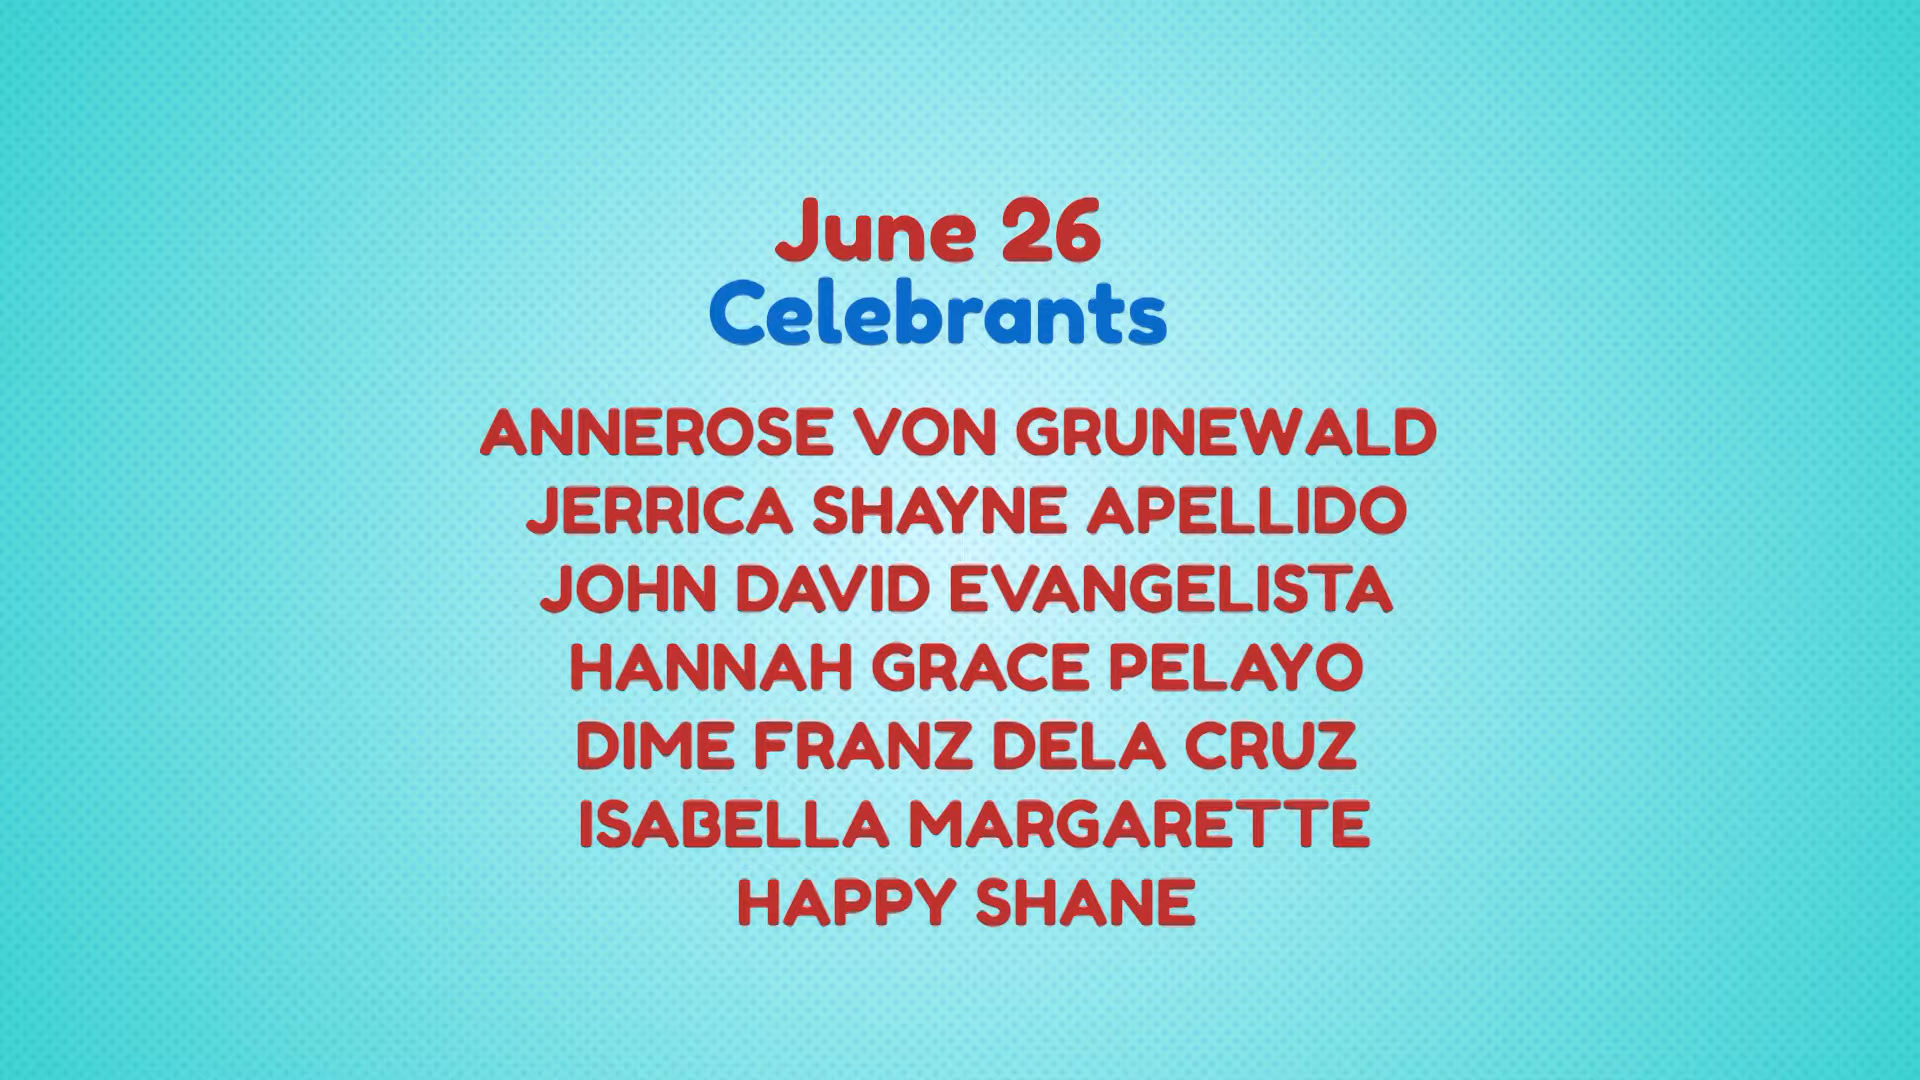 June 26
Celebrants
ANNEROSE VON GRUNEWALD
JERRICA SHAYNE APELLIDO
JOHN DAVID EVANGELISTA
HANNAH GRACE PELAYO
DIME FRANZ DELA CRUZ
ISABELLA MARGARETTE
HAPPY SHANE